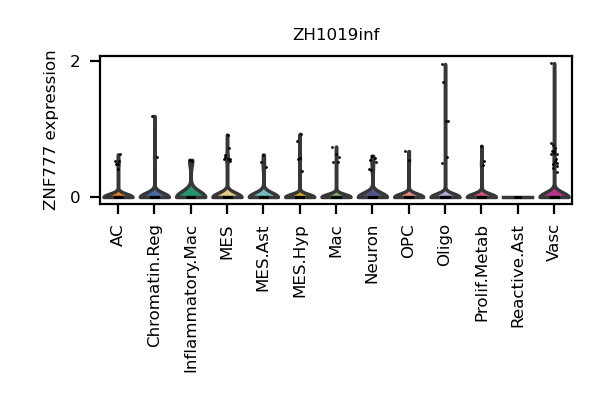 ZH1019inf
ZNF777 expression
2
0
AC
Chromatin.Reg
Inflammatory.Mac
MES
MES.Ast
MES.Hyp
Mac
Neuron
OPC
Oligo
Prolif.Metab
Reactive.Ast
Vasc